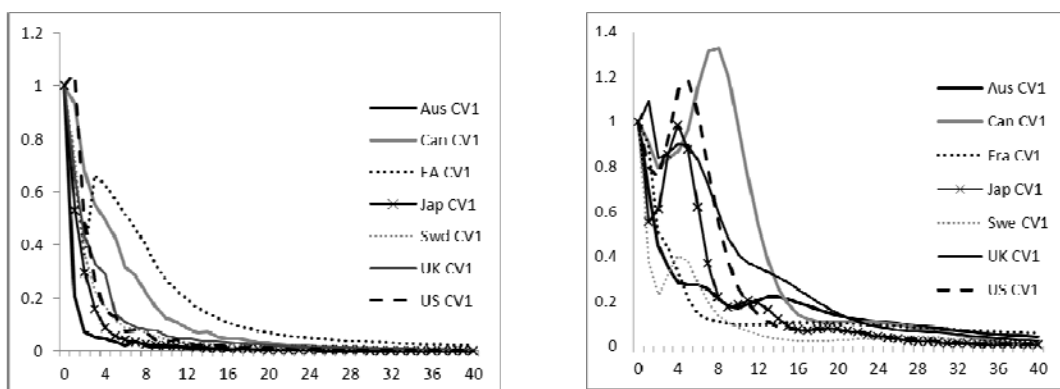 1.2
1
0.8
0.6
0.4
0.2
0
0 4 8 12 16 20 24 28 32 36 40
Aus CV1
Can CV1
EA CV1
Jap CV1
Swd CV1
UK CV1
US CV1
1.4
1.2
1
0.8
0.6
0.4
0.2
0
0 4 8 12 16 20 24 28 32 36 40
Aus CV1
Can CV1
Fra CV1
Jap CV1
Swe CV1
UK CV1
US CV1